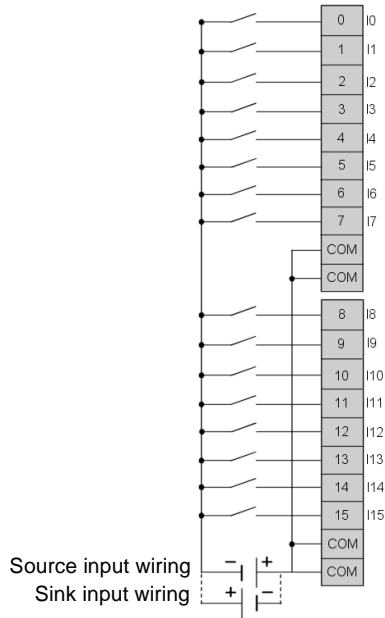 0 I0
1 I1
2 I2
3 I3
4 I4
5 I5
6 I6
7 I7
COM
COM
8 I8
9 I9
10 I10
11 I11
12 I12
13 I13
14 I14
15 I15
COM
Source input wiring − + COM
Sink input wiring + −